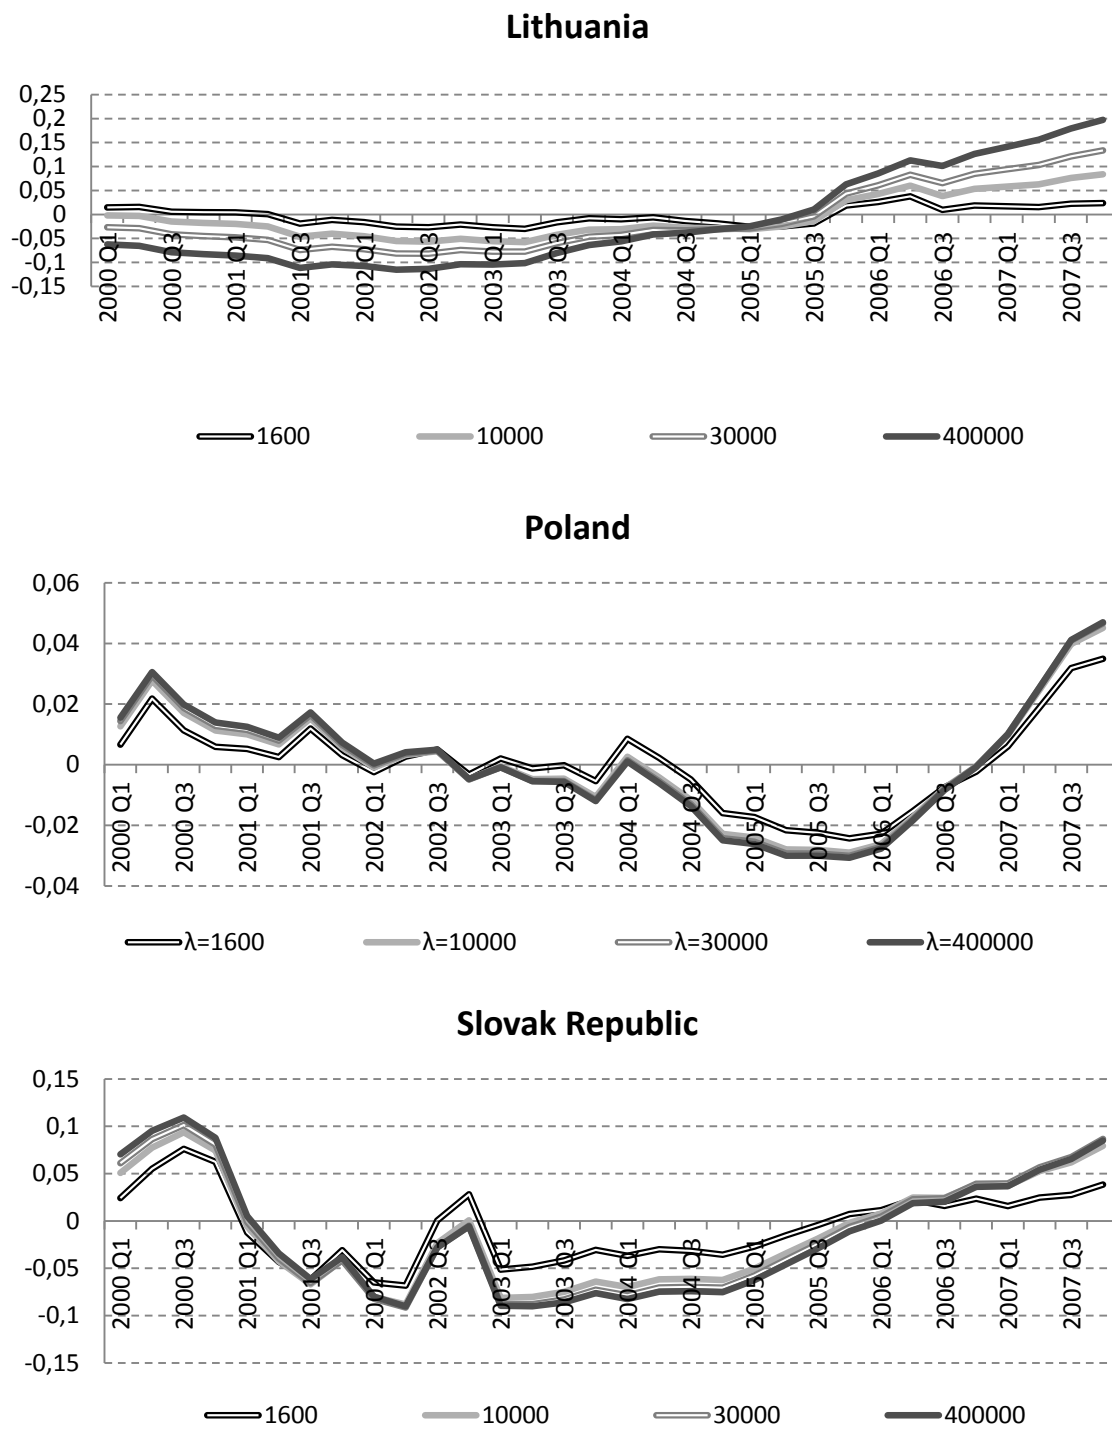 Lithuania
0,25
0,2
0,15
0,1
0,05
0
-0,05
-0,1
-0,15
2000 Q1
2000 Q3
2001 Q1
2001 Q3
2002 Q1
2002 Q3
2003 Q1
2003 Q3
2004 Q1
2004 Q3
2005 Q1
2005 Q3
2006 Q1
2006 Q3
2007 Q1
2007 Q3
1600 10000 30000 400000
Poland
0,06
0,04
0,02
0
-0,02
-0,04
2000 Q1
2000 Q3
2001 Q1
2001 Q3
2002 Q1
2002 Q3
2003 Q1
2003 Q3
2004 Q1
2004 Q3
2005 Q1
2005 Q3
2006 Q1
2006 Q3
2007 Q1
2007 Q3
λ=1600 λ=10000 λ=30000 λ=400000
Slovak Republic
0,15
0,1
0,05
0
-0,05
-0,1
-0,15
2000 Q1
2000 Q3
2001 Q1
2001 Q3
2002 Q1
2002 Q3
2003 Q1
2003 Q3
2004 Q1
2004 Q3
2005 Q1
2005 Q3
2006 Q1
2006 Q3
2007 Q1
2007 Q3
1600 10000 30000 400000